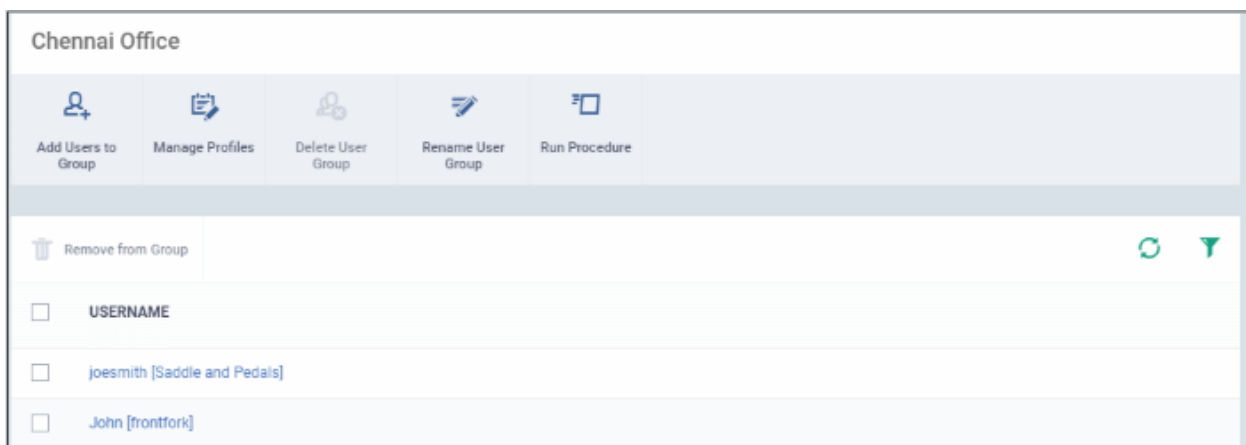 Chennai Office
Add Users to
Group
Manage Profiles
Delete User
Group
Rename User
Group
Run Procedure
Remove from Group
USERNAME
joesmith [Saddle and Pedals]
John [frontfork]